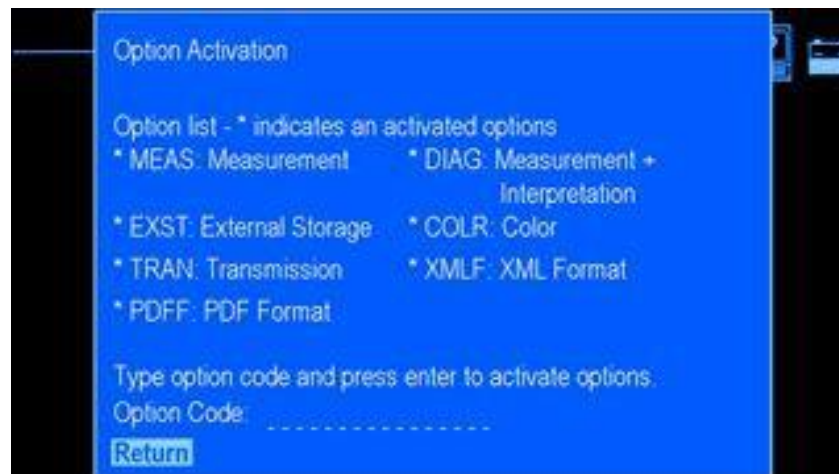 Option Activation
Option list - * indicates an activated options
* MEAS: Measurement * DIAG: Measurement +
Interpretation
* EXST: External Storage * COLR: Color
* TRAN: Transmission * XMLF: XML Format
* PDFF: PDF Format
Type option code and press enter to activate options.
Option Code:
Return